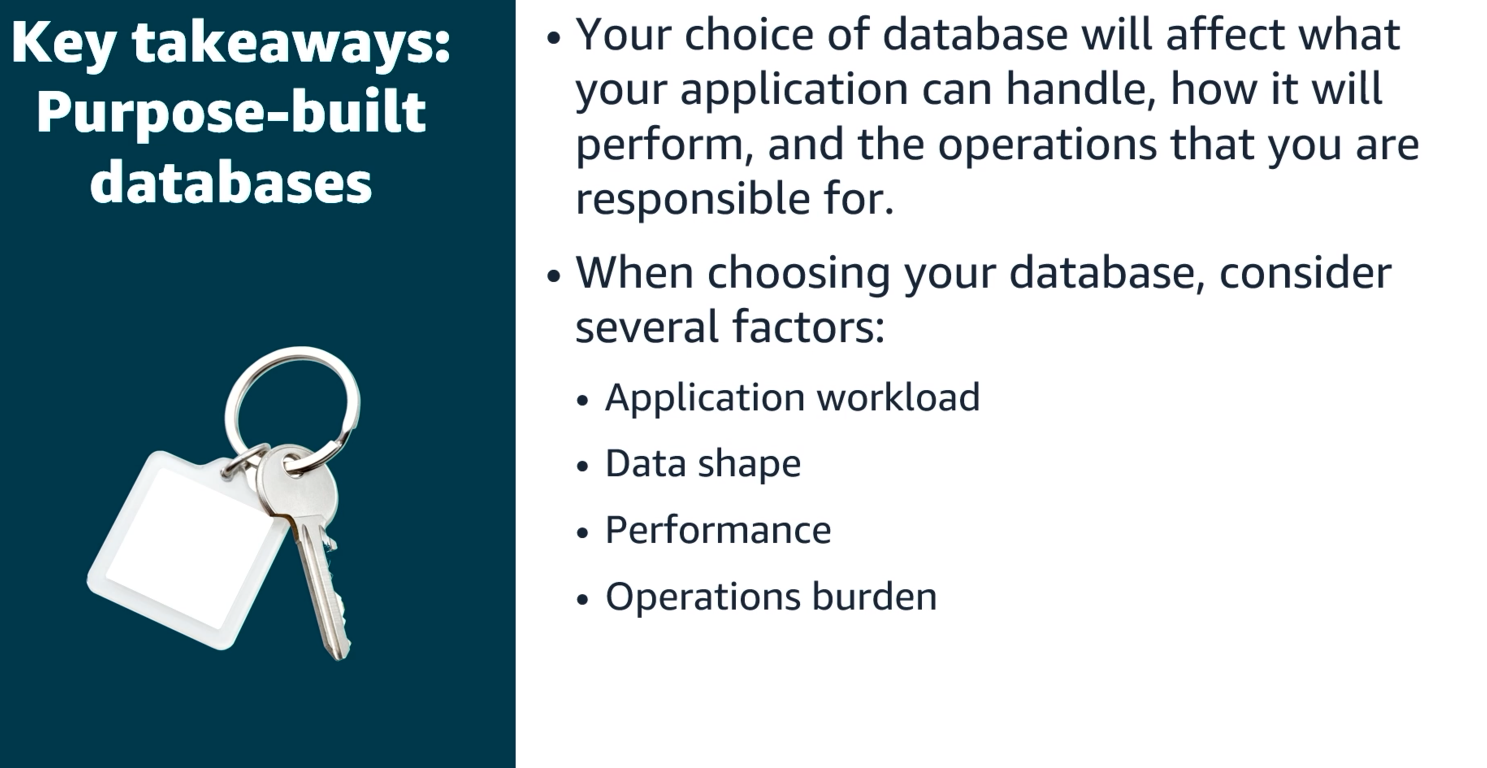 Key takeaways:
Purpose-built
databases
• Your choice of database will affect what
your application can handle, how it will
perform, and the operations that you are
responsible for.
• When choosing your database, consider
several factors:
• Application workload
• Data shape
• Performance
• Operations burden